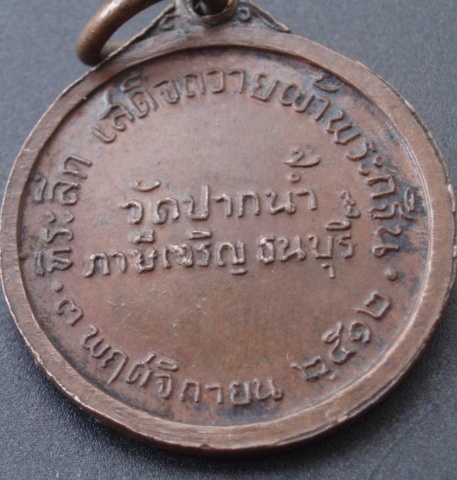 ที่ระลึก เสด็จถวายผ้าพระกฐิน
วัดปากน้ำ
ภาษีเจริญ ธนบุรี
๓ พฤศจิกายน ๒๕๑๒